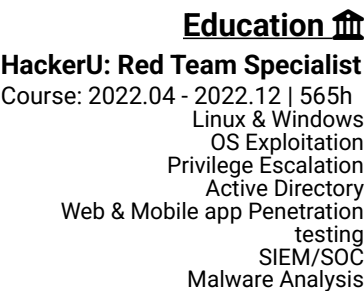 Education
HackerU: Red Team Specialist
Course: 2022.04 - 2022.12 | 565h
Linux & Windows
OS Exploitation
Privilege Escalation
Active Directory
Web & Mobile app Penetration
testing
SIEM/SOC
Malware Analysis